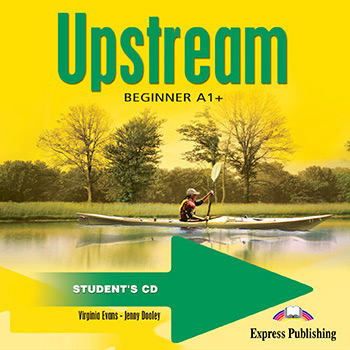 Upstream
BEGINNER A1+
STUDENT'S CD
Virginia Evans - Jenny Dooley
Express Publishing